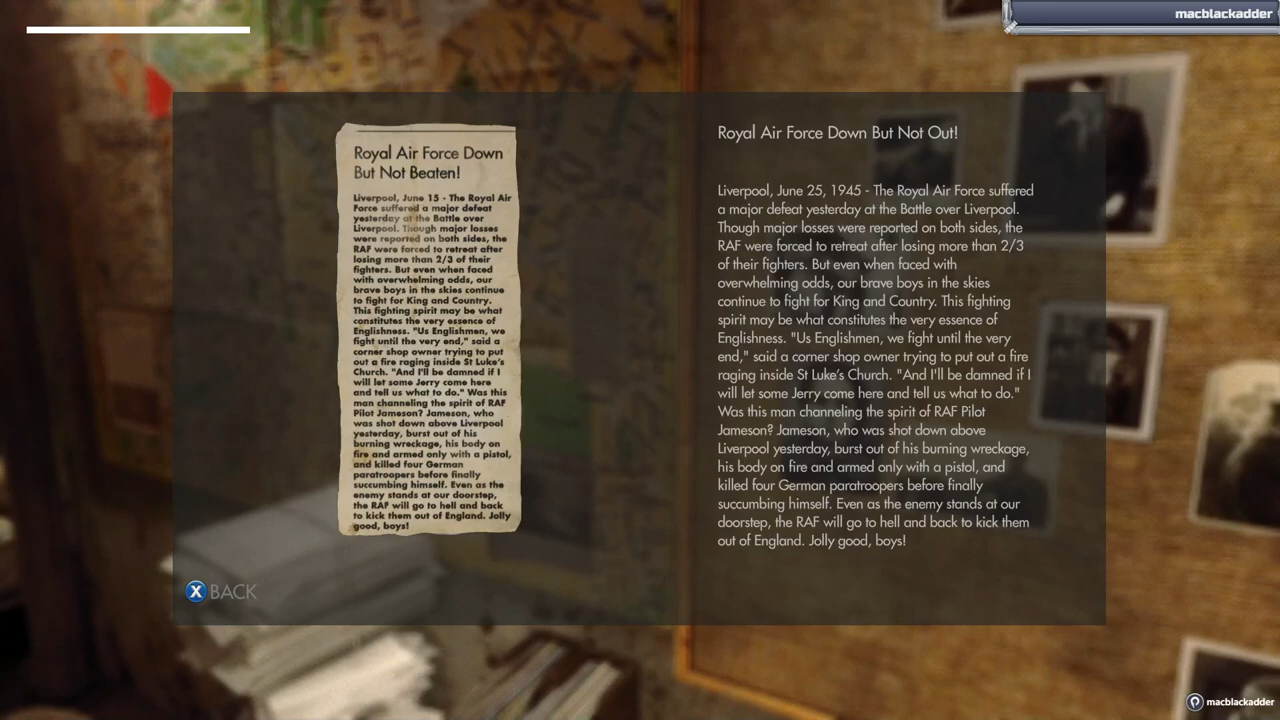 macblackadder
Royal Air Force Down
But Not Beaten!
Liverpool, June 15 - The Royal Air
Force suffered a major defeat
yesterday at the Battle over
Liverpool. Though major losses
were reported on both sides, the
RAF were forced to retreat after
losing more than 2/3 of their
fighters. But even when faced
with overwhelming odds, our
brave boys in the skies continue
to fight for King and Country.
This fighting spirit may be what
constitutes the very essence of
Englishness. "Us Englishmen, we
fight until the very end," said a
corner shop owner trying to put
out a fire raging inside St Luke's
Church. "And I'll be damned if I
will let some Jerry come here
and tell us what to do." Was this
man channeling the spirit of RAF
Pilot Jameson? Jameson, who
was shot down above Liverpool
yesterday, burst out of his
burning wreckage, his body on
fire and armed only with a pistol,
and killed four German
paratroopers before finally
succumbing himself. Even as the
enemy stands at our doorstep,
the RAF will go to hell and back
to kick them out of England. Jolly
good, boys!
Royal Air Force Down But Not Out!
Liverpool, June 25, 1945 - The Royal Air Force suffered
a major defeat yesterday at the Battle over Liverpool.
Though major losses were reported on both sides, the
RAF were forced to retreat after losing more than 2/3
of their fighters. But even when faced with
overwhelming odds, our brave boys in the skies
continue to fight for King and Country. This fighting
spirit may be what constitutes the very essence of
Englishness. "Us Englishmen, we fight until the very
end," said a corner shop owner trying to put out a fire
raging inside St Luke's Church. "And I'll be damned if I
will let some Jerry come here and tell us what to do."
Was this man channeling the spirit of RAF Pilot
Jameson? Jameson, who was shot down above
Liverpool yesterday, burst out of his burning wreckage,
his body on fire and armed only with a pistol, and
killed four German paratroopers before finally
succumbing himself. Even as the enemy stands at our
doorstep, the RAF will go to hell and back to kick them
out of England. Jolly good, boys!
X BACK
macblackadder